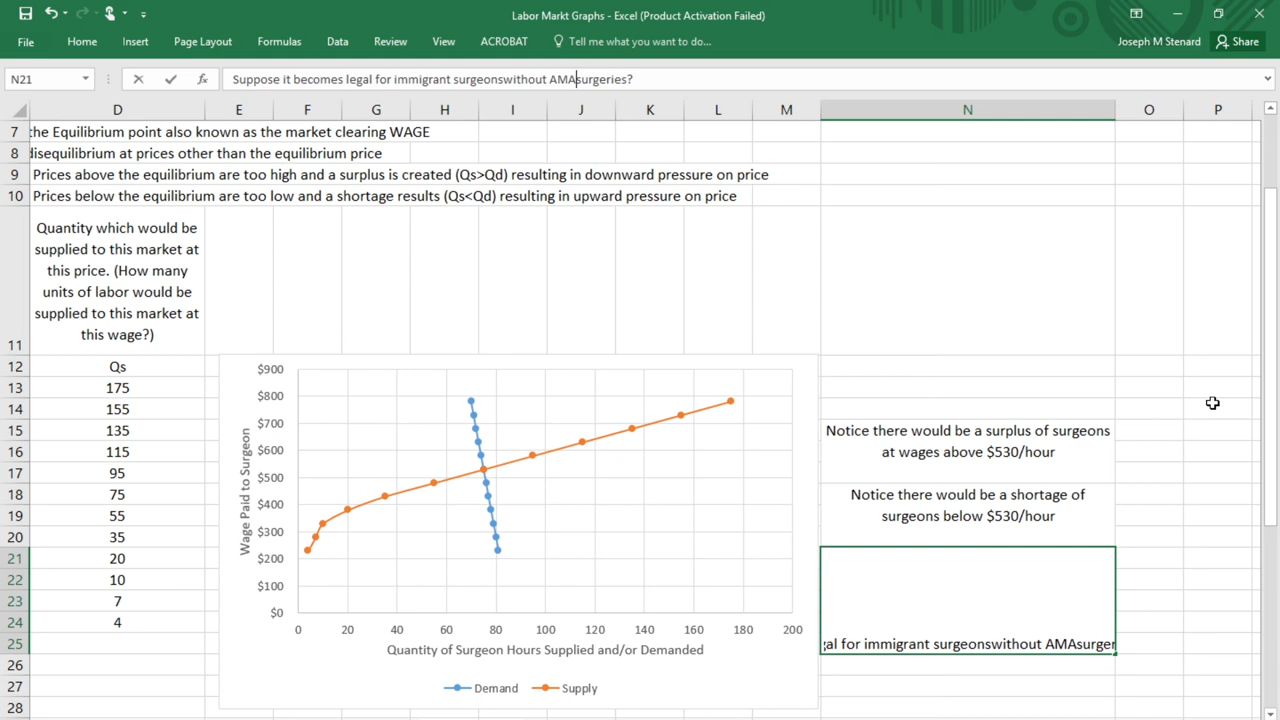 Labor Markt Graphs - Excel (Product Activation Failed)
File Home Insert Page Layout Formulas Data Review View ACROBAT Tell me what you want to do... Joseph M Stenard Share
N21 fx Suppose it becomes legal for immigrant surgeonswithout AMAsurgeries?
D E F G H I J K L M N O P
7 the Equilibrium point also known as the market clearing WAGE
8 disequilibrium at prices other than the equilibrium price
9 Prices above the equilibrium are too high and a surplus is created (Qs>Qd) resulting in downward pressure on price
10 Prices below the equilibrium are too low and a shortage results (Qs<Qd) resulting in upward pressure on price
Quantity which would be
supplied to this market at
this price. (How many
units of labor would be
supplied to this market at
11 this wage?)
12 Qs
13 175
14 155
15 135
16 115
17 95
18 75
19 55
20 35
21 20
22 10
23 7
24 4
25
26
27
28
$900
$800
$700
$600
$500
$400
$300
$200
$100
$0
Wage Paid to Surgeon
0 20 40 60 80 100 120 140 160 180 200
Quantity of Surgeon Hours Supplied and/or Demanded
Demand Supply
Notice there would be a surplus of surgeons
at wages above $530/hour
Notice there would be a shortage of
surgeons below $530/hour
gal for immigrant surgeonswithout AMAsurger